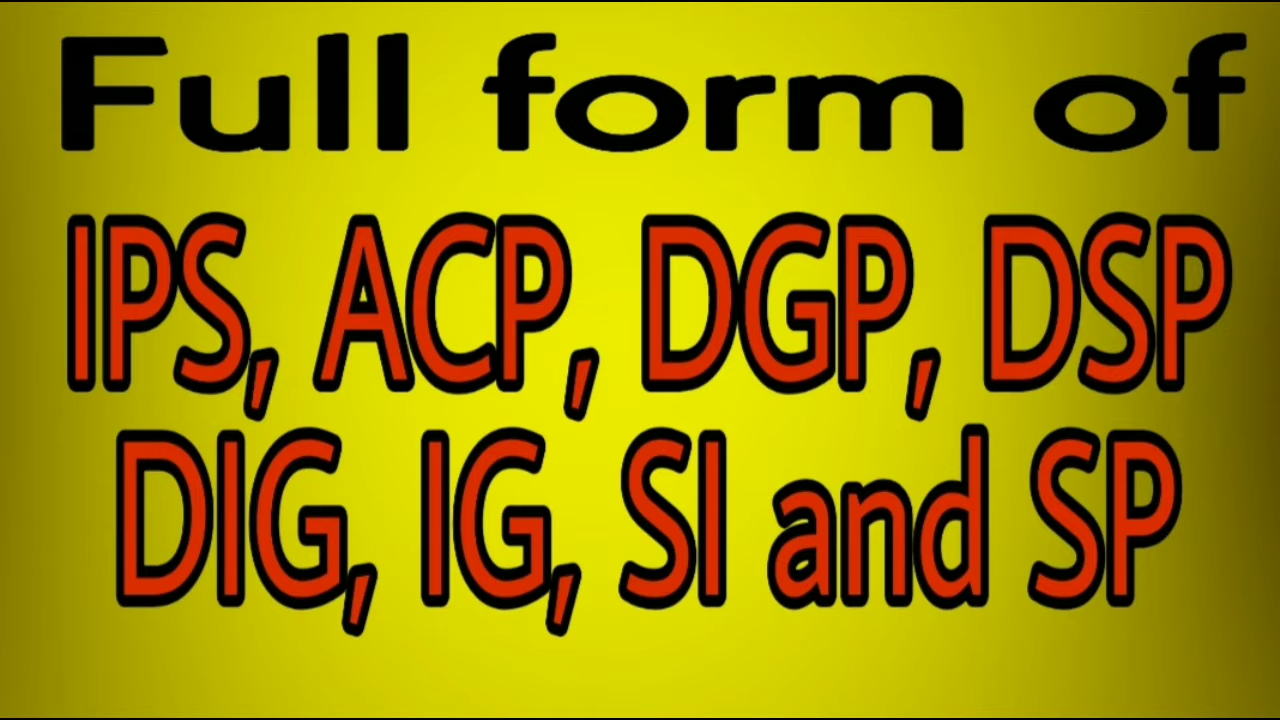 Full form of
IPS, ACP, DGP, DSP
DIG, IG, SI and SP